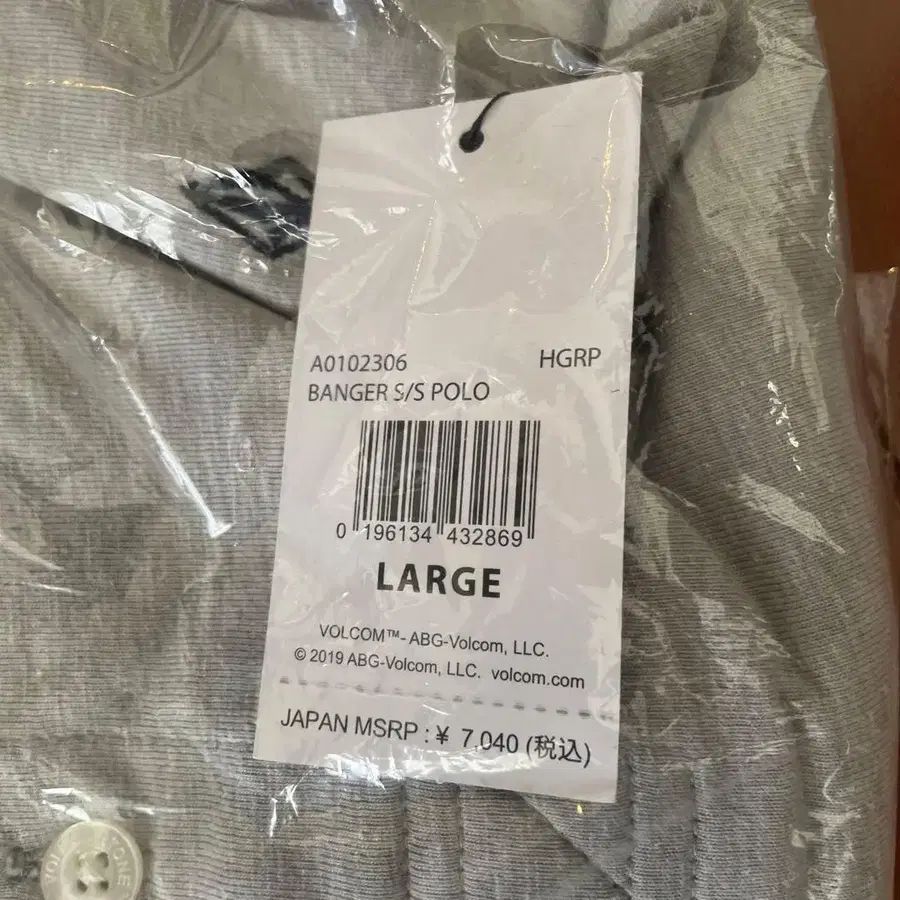 A0102306 HGRP
BANGER S/S POLO
0 196134 432869
LARGE
VOLCOM™- ABG-Volcom, LLC.
© 2019 ABG-Volcom, LLC. volcom.com
JAPAN MSRP : ¥ 7,040 (税込)